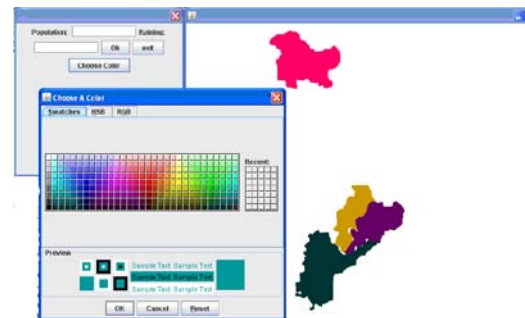 Population: Raining:
Ok exit
Choose Color
Choose A Color
Swatches HSB RGB
Recent:
Preview
Sample Text Sample Text
Sample Text Sample Text
Sample Text Sample Text
OK Cancel Reset